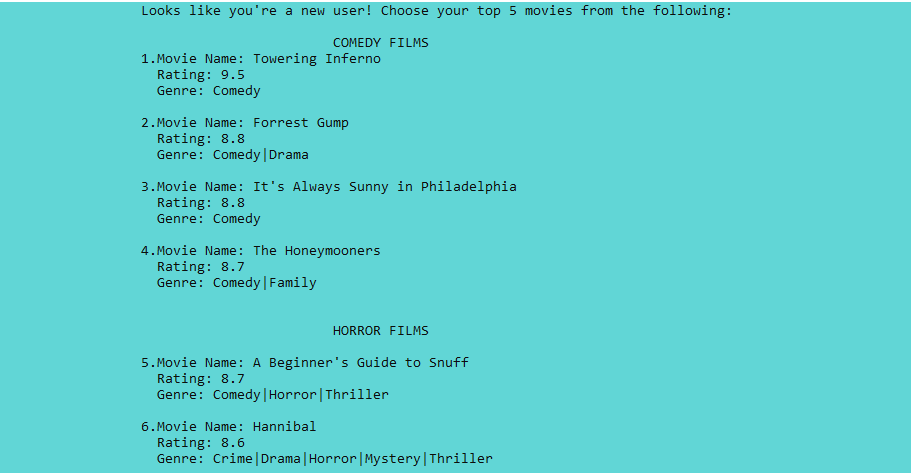 Looks like you're a new user! Choose your top 5 movies from the following:
COMEDY FILMS
1.Movie Name: Towering Inferno
Rating: 9.5
Genre: Comedy
2.Movie Name: Forrest Gump
Rating: 8.8
Genre: Comedy|Drama
3.Movie Name: It's Always Sunny in Philadelphia
Rating: 8.8
Genre: Comedy
4.Movie Name: The Honeymooners
Rating: 8.7
Genre: Comedy|Family
HORROR FILMS
5.Movie Name: A Beginner's Guide to Snuff
Rating: 8.7
Genre: Comedy|Horror|Thriller
6.Movie Name: Hannibal
Rating: 8.6
Genre: Crime|Drama|Horror|Mystery|Thriller